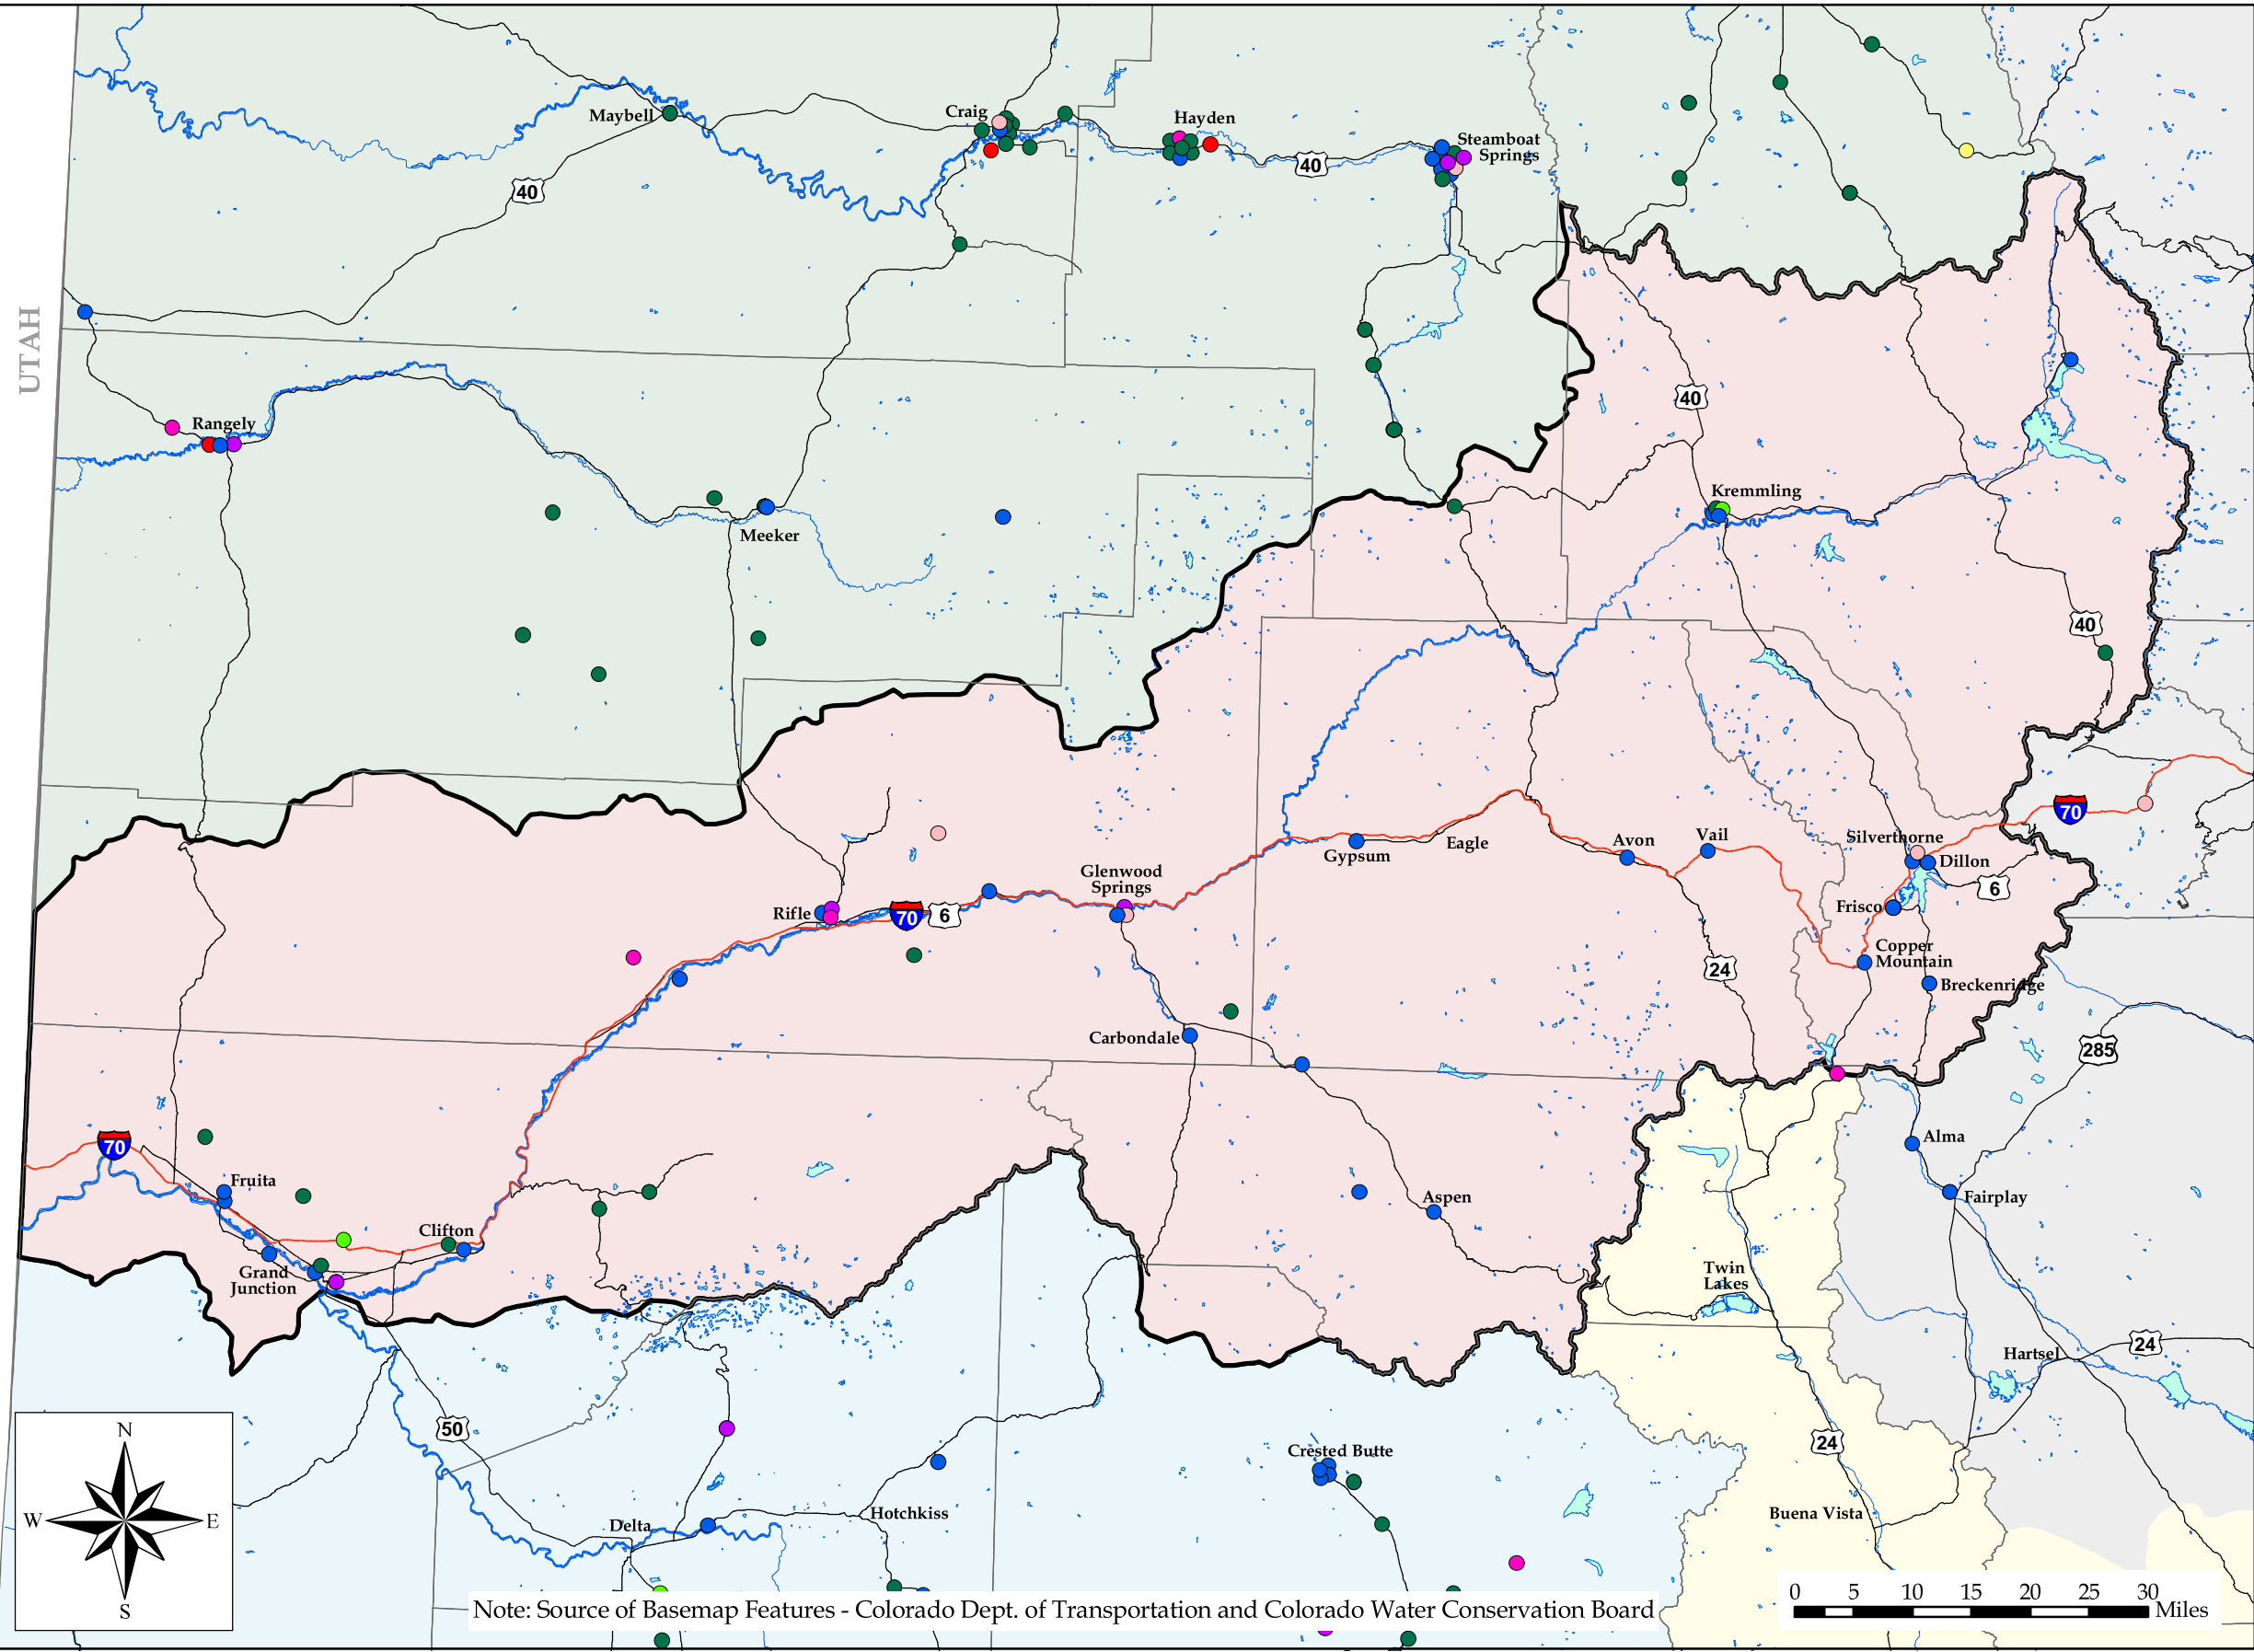 Craig
Hayden
Maybell
Steamboat
Springs
40
40
UTAH
40
Rangely
Kremmling
Meeker
40
70
Silverthorne
Vail
Avon
Eagle
Gypsum
Dillon
Glenwood
Springs
6
Rifle
70
6
Frisco
Copper
Mountain
24
Breckenridge
Carbondale
285
70
Alma
Fruita
Aspen
Fairplay
Clifton
Grand
Junction
Twin
Lakes
24
Hartsel
50
24
Crested Butte
N
W
E
S
Delta
Hotchkiss
Buena Vista
0 5 10 15 20 25 30
Miles
Note: Source of Basemap Features - Colorado Dept. of Transportation and Colorado Water Conservation Board